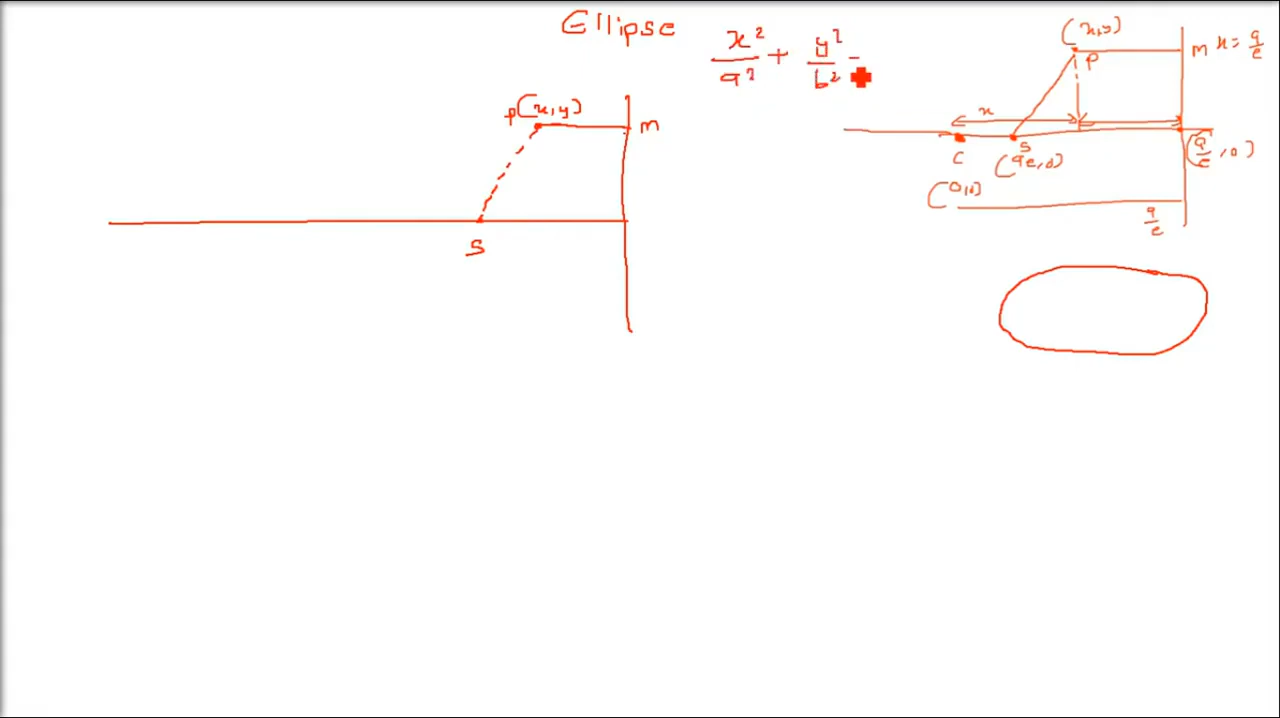 Ellipse
x²/a² + y²/b² =
P(x,y)
M
S
(x,y)
P
M x = a/e
x
C
S
(ae,0)
(a/e,0)
(0,0)
a/e